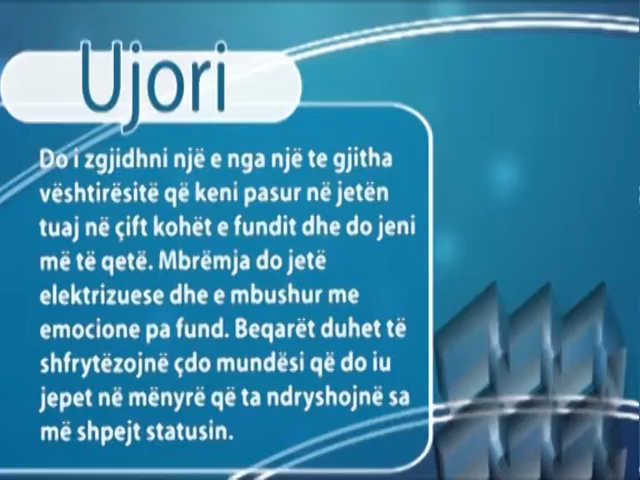 Ujori
Do i zgjidhni një e nga një te gjitha
vështirësitë që keni pasur në jetën
tuaj në çift kohët e fundit dhe do jeni
më të qetë. Mbrëmja do jetë
elektrizuese dhe e mbushur me
emocione pa fund. Beqarët duhet të
shfrytëzojnë çdo mundësi që do iu
jepet në mënyrë që ta ndryshojnë sa
më shpejt statusin.